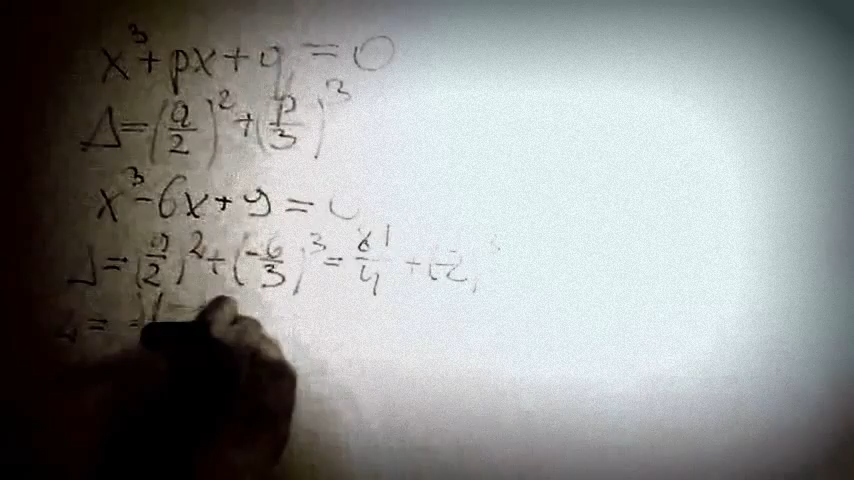 x³+px+q=0
Δ=(q/2)²+(p/3)³
x³-6x+9=0
Δ=(9/2)²+(-6/3)³=81/4+(-2)³